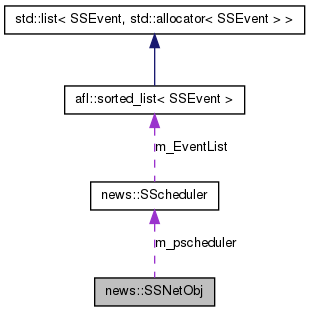 std::list< SSEvent, std::allocator< SSEvent > >
afl::sorted_list< SSEvent >
m_EventList
news::SScheduler
m_pscheduler
news::SSNetObj